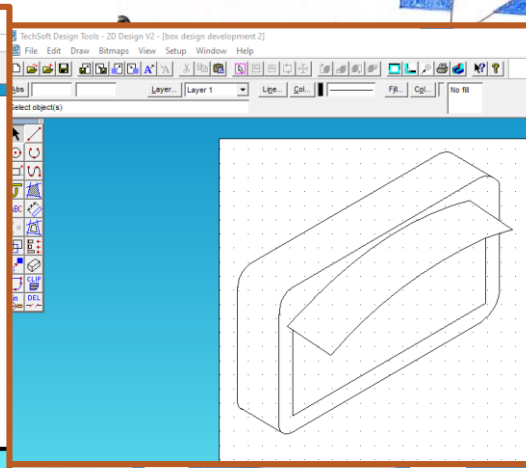 TechSoft Design Tools - 2D Design V2 - [box design development 2]
File Edit Draw Bitmaps View Setup Window Help
Abs Layer... Layer 1 Line... Col... Fill... Col... No fill
Select object(s)
ABC
CLIP
DEL